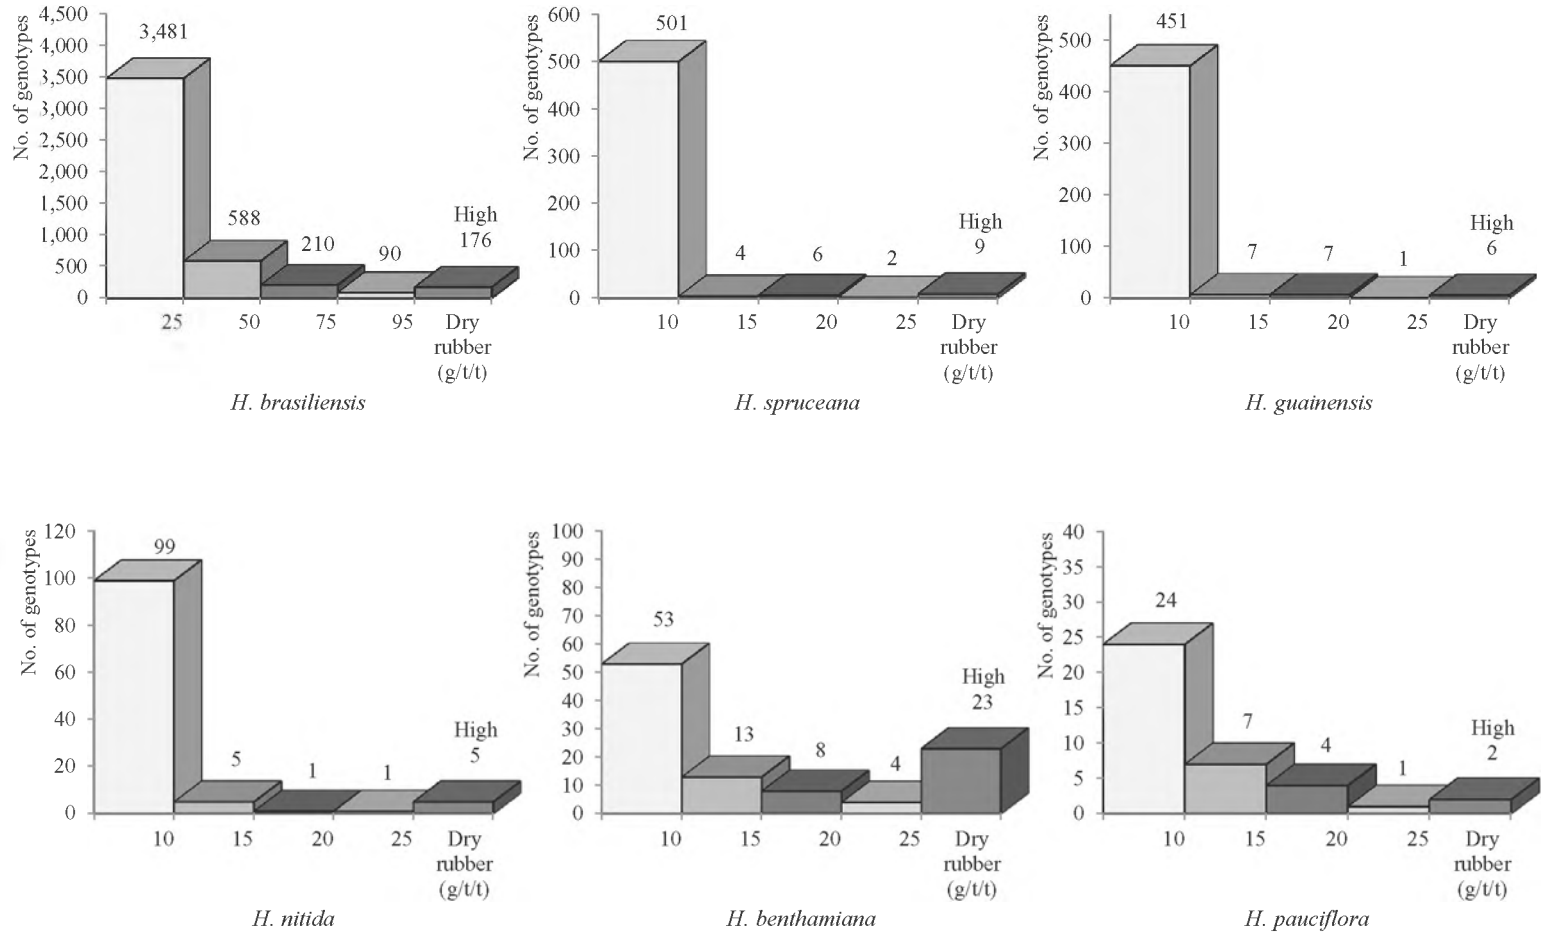 No. of genotypes
4,500
4,000
3,500
3,000
2,500
2,000
1,500
1,000
500
0
3,481
588
210
90
High
176
25 50 75 95 Dry
rubber
(g/t/t)
H. brasiliensis
No. of genotypes
600
500
400
300
200
100
0
501
4
6
2
High
9
10 15 20 25 Dry
rubber
(g/t/t)
H. spruceana
No. of genotypes
500
400
300
200
100
0
451
7
7
1
High
6
10 15 20 25 Dry
rubber
(g/t/t)
H. guainensis
No. of genotypes
120
100
80
60
40
20
0
99
5
1
1
High
5
10 15 20 25 Dry
rubber
(g/t/t)
H. nitida
No. of genotypes
100
90
80
70
60
50
40
30
20
10
0
53
13
8
4
High
23
10 15 20 25 Dry
rubber
(g/t/t)
H. benthamiana
No. of genotypes
40
35
30
25
20
15
10
5
0
24
7
4
1
High
2
10 15 20 25 Dry
rubber
(g/t/t)
H. pauciflora